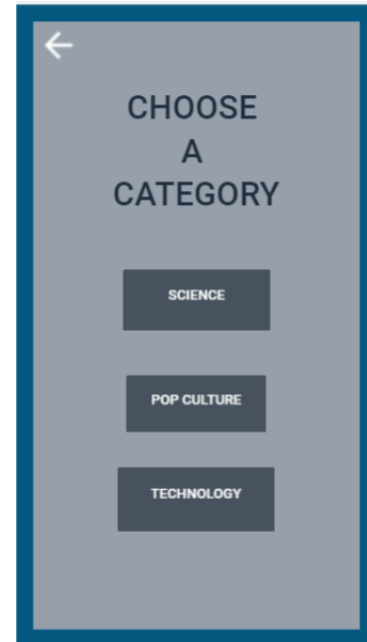 CHOOSE
A
CATEGORY
SCIENCE
POP CULTURE
TECHNOLOGY